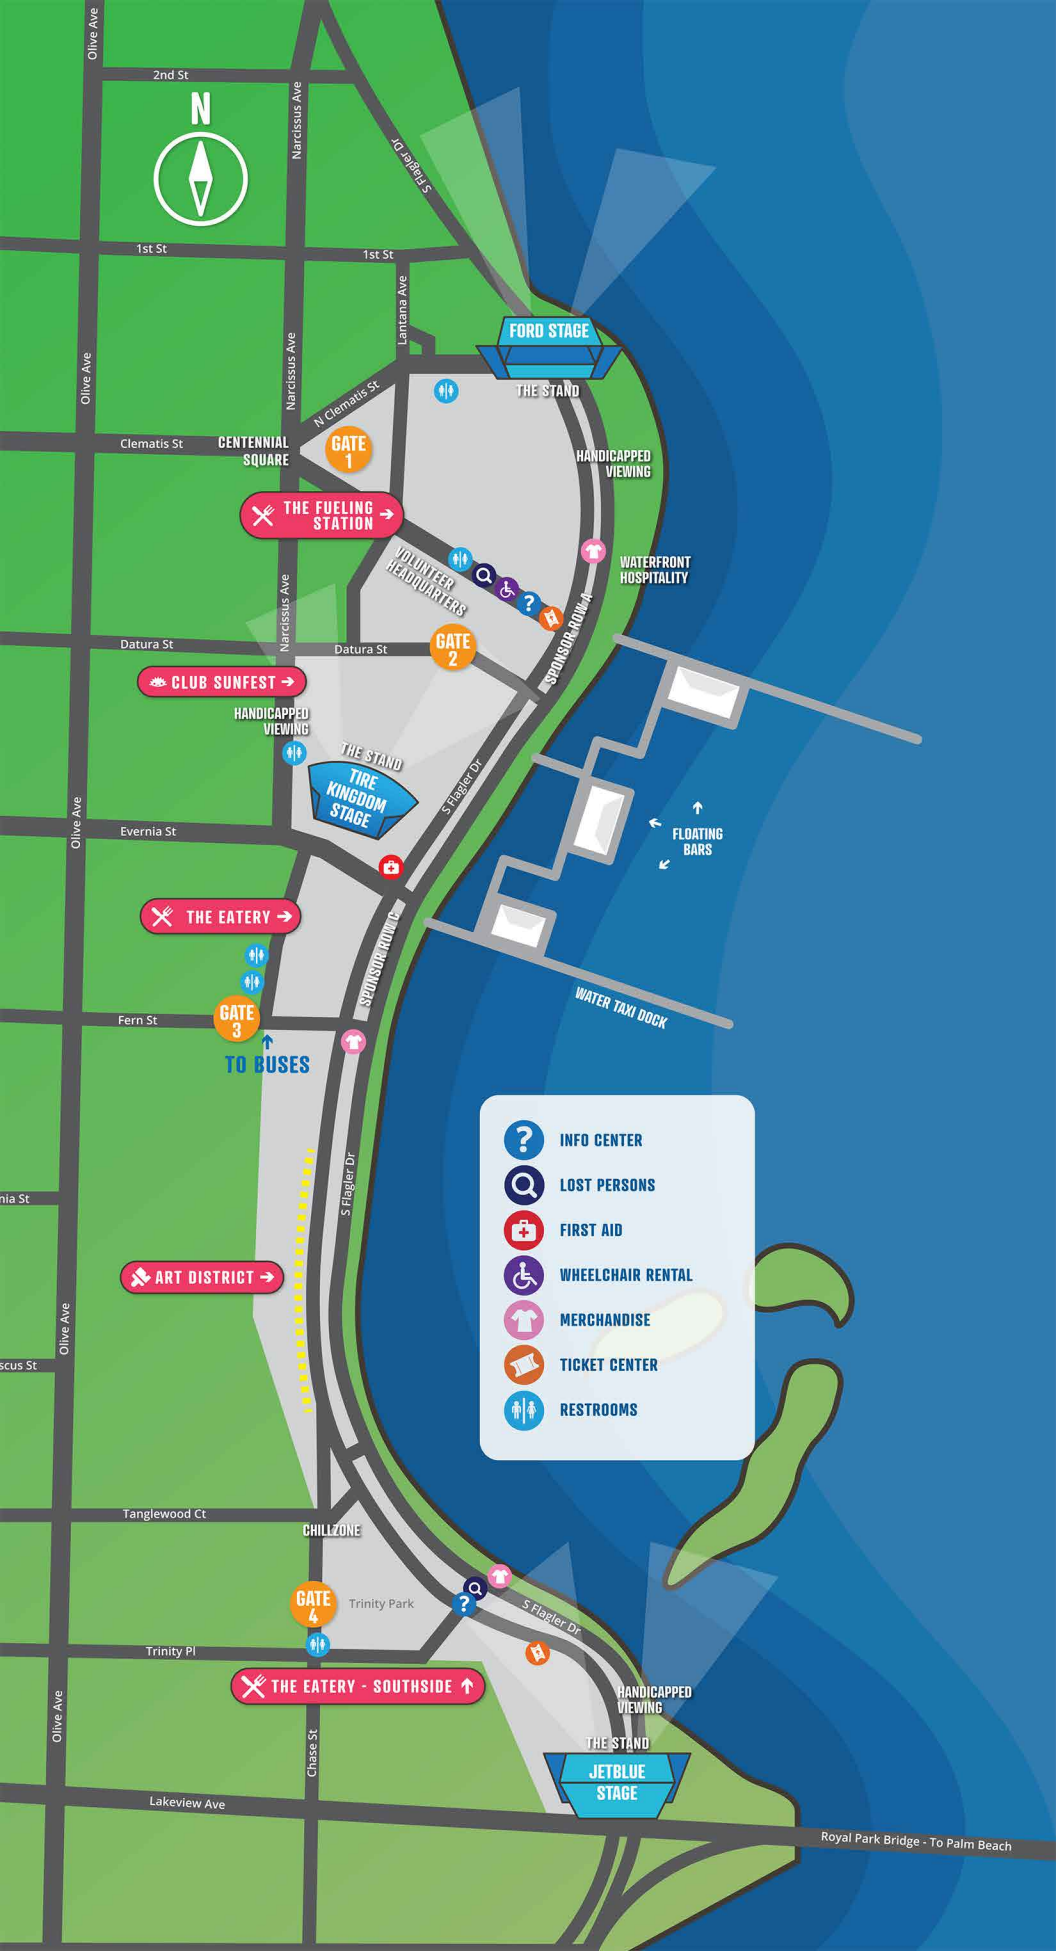 Olive Ave
2nd St
Narcissus Ave
N
S Flagler Dr
1st St
1st St
Lantana Ave
FORD STAGE
THE STAND
Olive Ave
Narcissus Ave
N Clematis St
Clematis St
CENTENNIAL
SQUARE
GATE
1
HANDICAPPED
VIEWING
THE FUELING
STATION
VOLUNTEER
HEADQUARTERS
?
WATERFRONT
HOSPITALITY
SPONSOR ROW A
Narcissus Ave
Datura St
Datura St
GATE
2
CLUB SUNFEST
HANDICAPPED
VIEWING
THE STAND
TIRE
KINGDOM
STAGE
S Flagler Dr
Olive Ave
Evernia St
FLOATING
BARS
THE EATERY
SPONSOR ROW C
WATER TAXI DOCK
Fern St
GATE
3
TO BUSES
? INFO CENTER
LOST PERSONS
FIRST AID
WHEELCHAIR RENTAL
MERCHANDISE
TICKET CENTER
RESTROOMS
S Flagler Dr
nia St
ART DISTRICT
Olive Ave
scus St
Tanglewood Ct
CHILLZONE
GATE
4
Trinity Park
?
S Flagler Dr
Trinity Pl
THE EATERY - SOUTHSIDE
HANDICAPPED
VIEWING
THE STAND
JETBLUE
STAGE
Olive Ave
Chase St
Lakeview Ave
Royal Park Bridge - To Palm Beach